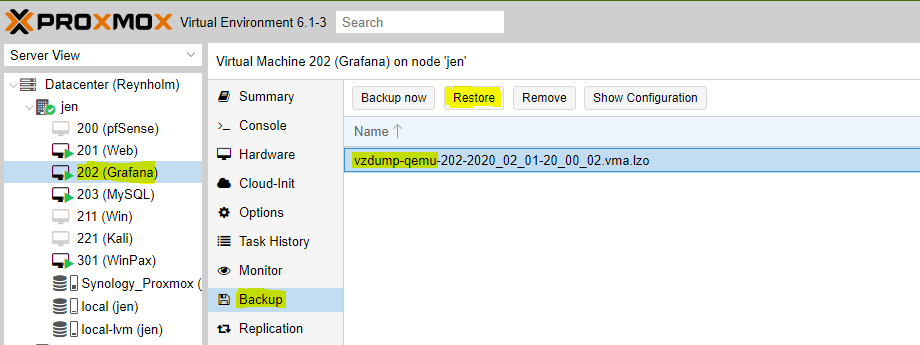 PROXMOX Virtual Environment 6.1-3 Search
Server View
Datacenter (Reynholm)
jen
200 (pfSense)
201 (Web)
202 (Grafana)
203 (MySQL)
211 (Win)
221 (Kali)
301 (WinPax)
Synology_Proxmox (
local (jen)
local-lvm (jen)
Virtual Machine 202 (Grafana) on node 'jen'
Summary
Console
Hardware
Cloud-Init
Options
Task History
Monitor
Backup
Replication
Backup now Restore Remove Show Configuration
Name
vzdump-qemu-202-2020_02_01-20_00_02.vma.lzo